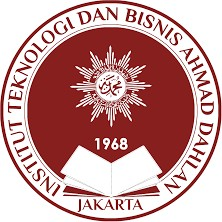 INSTITUT TEKNOLOGI DAN BISNIS AHMAD DAHLAN
1968
JAKARTA